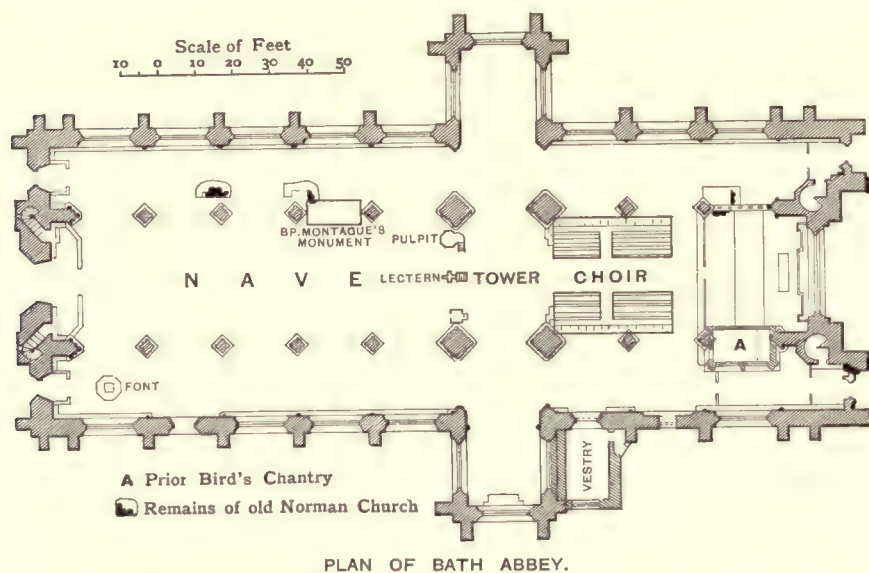 Scale of Feet
10 0 10 20 30 40 50
BP. MONTAGUE'S
MONUMENT
PULPIT
NAVE
LECTERN
TOWER
CHOIR
A
FONT
VESTRY
A Prior Bird's Chantry
Remains of old Norman Church
PLAN OF BATH ABBEY.